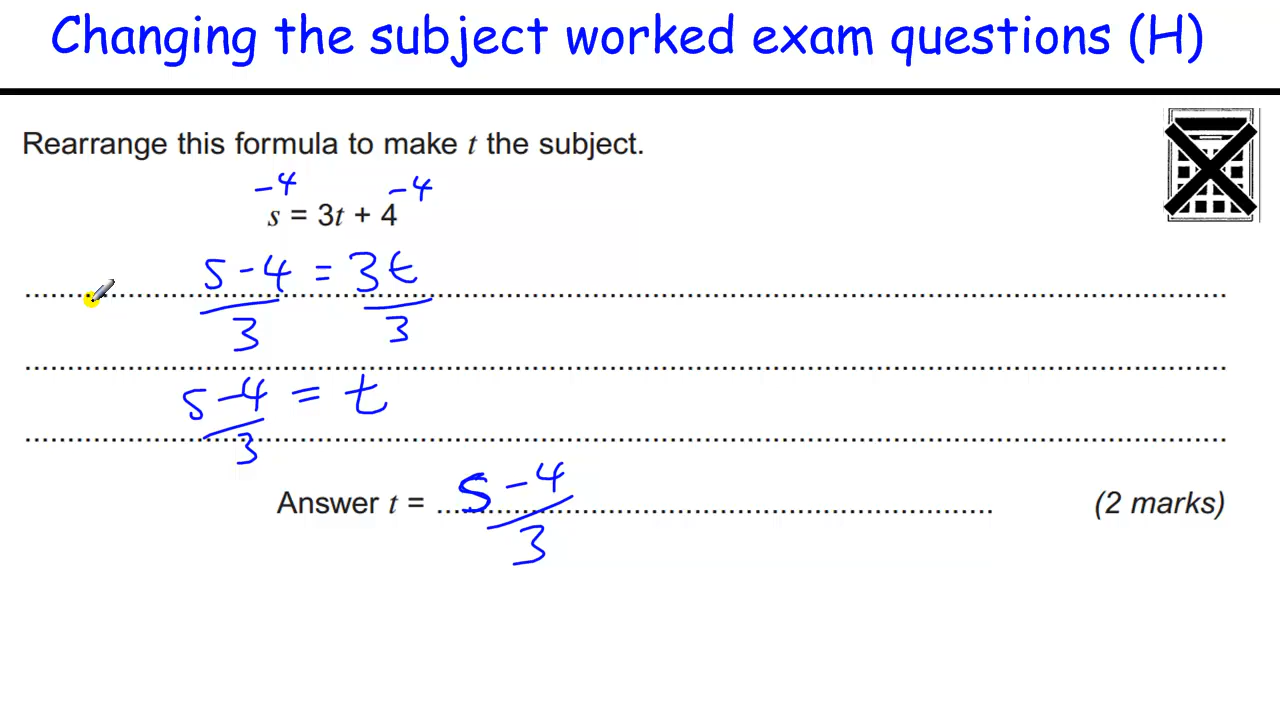 Changing the subject worked exam questions (H)
Rearrange this formula to make t the subject.
-4 -4
s = 3t + 4
s - 4 = 3t
3 3
s - 4 = t
3
Answer t = s - 4
3
(2 marks)